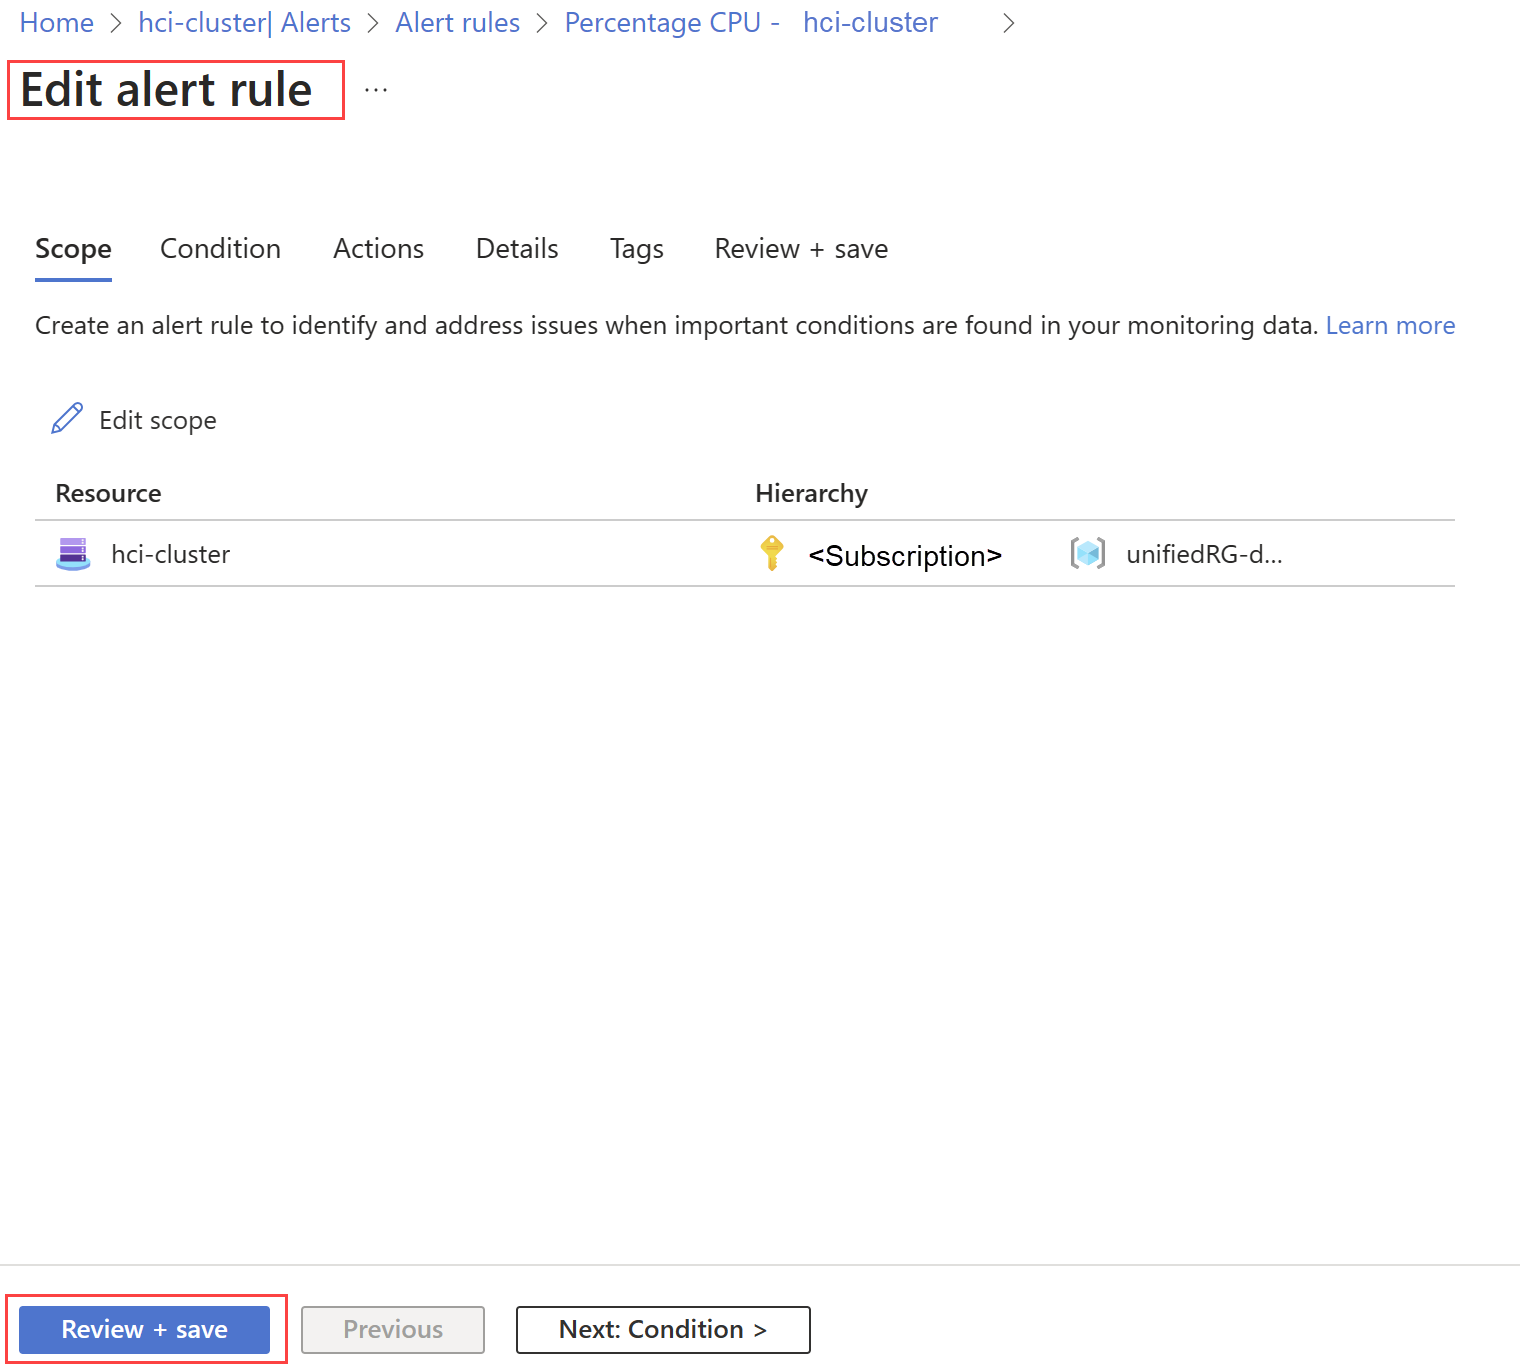 Home > hci-cluster| Alerts > Alert rules > Percentage CPU - hci-cluster >
Edit alert rule ...
Scope Condition Actions Details Tags Review + save
Create an alert rule to identify and address issues when important conditions are found in your monitoring data. Learn more
Edit scope
Resource Hierarchy
hci-cluster <Subscription> unifiedRG-d...
Review + save Previous Next: Condition >